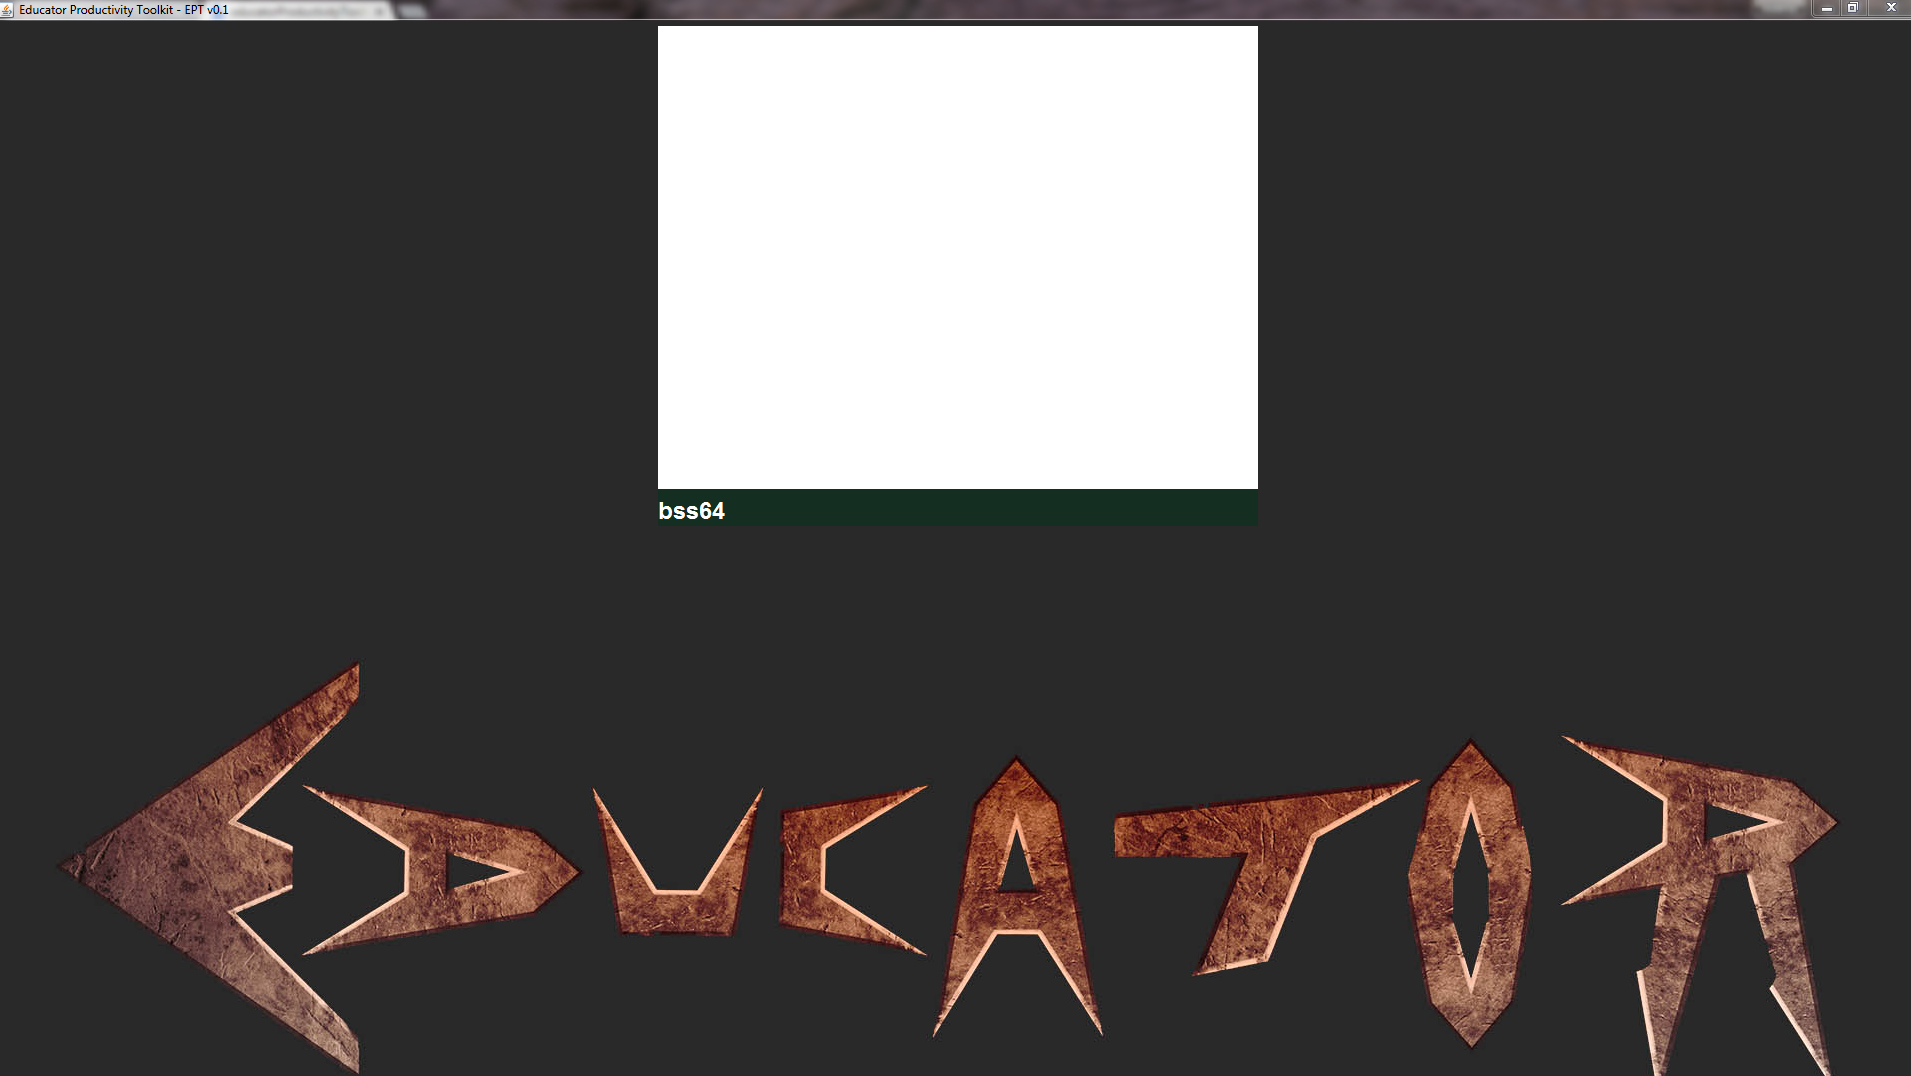 Educator Productivity Toolkit - EPT v0.1
bss64
EDUCATOR